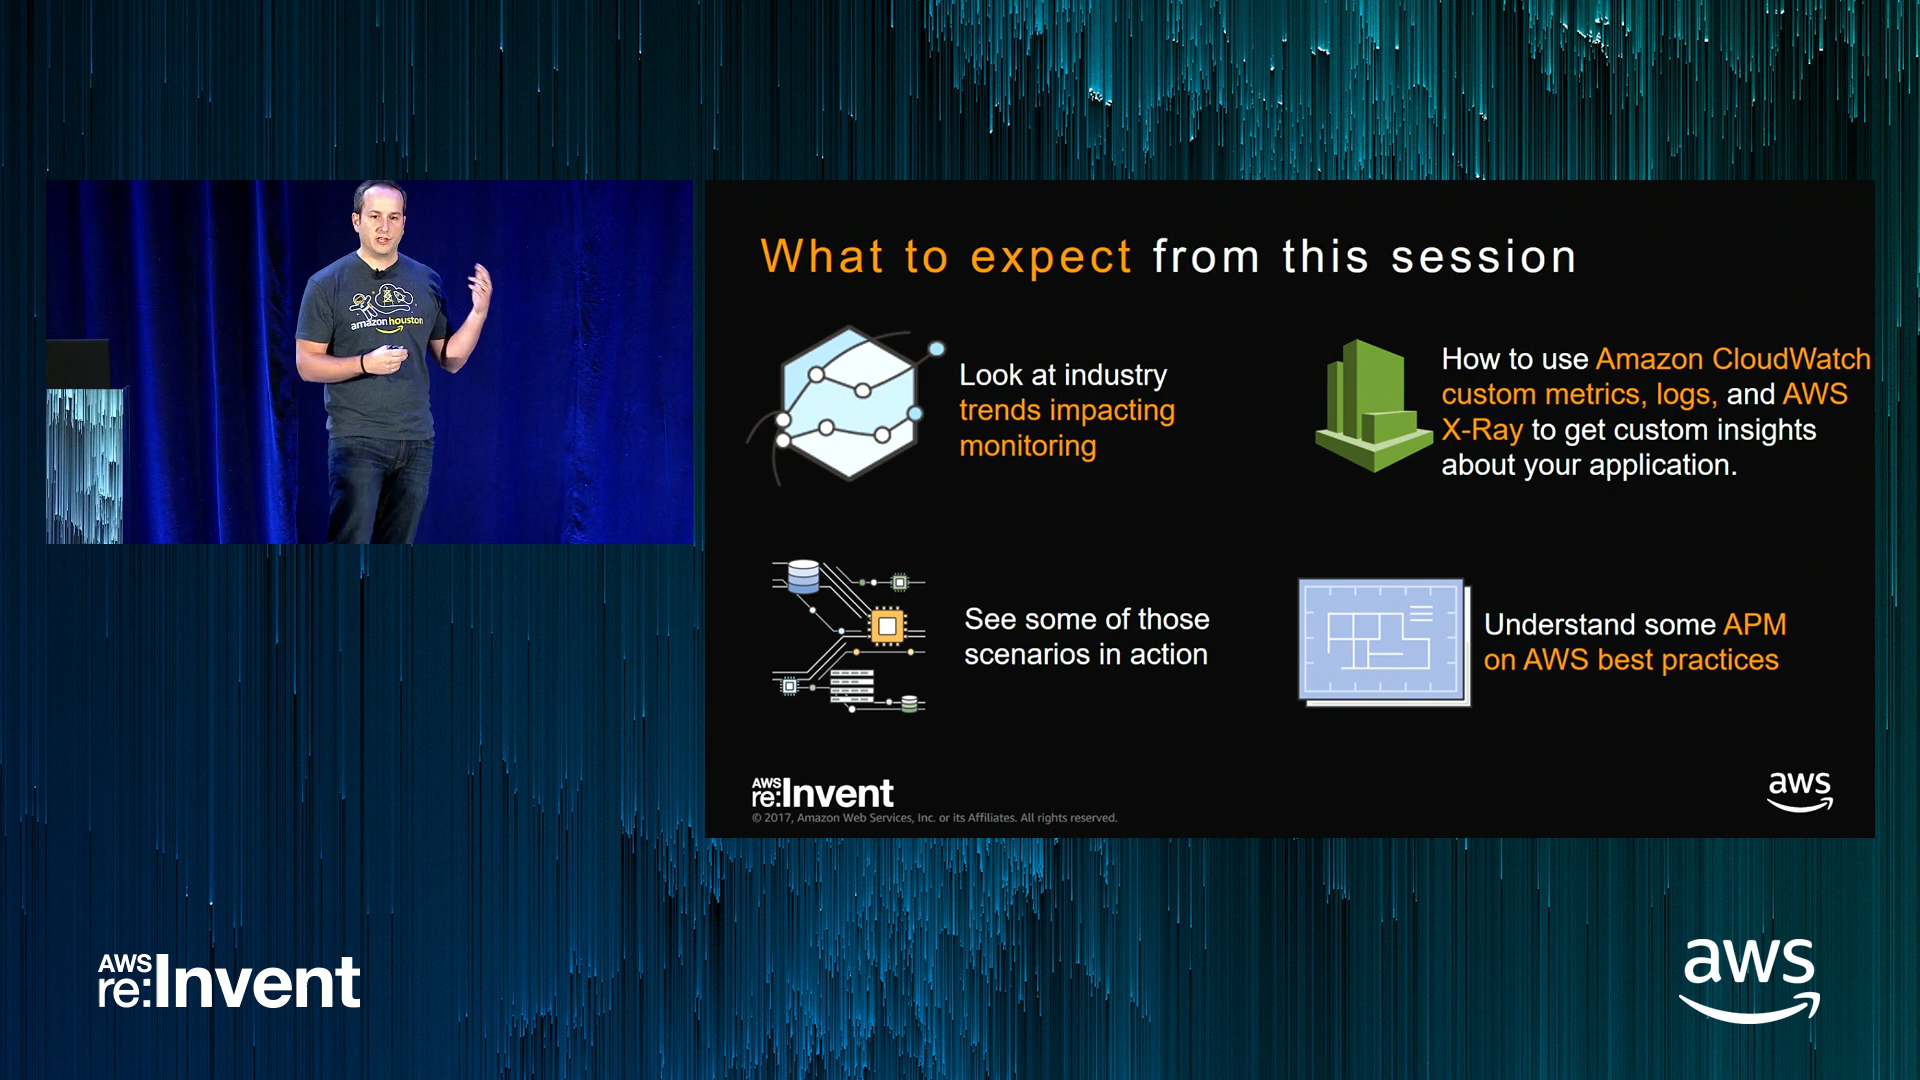 amazon houston
What to expect from this session
Look at industry
trends impacting
monitoring
How to use Amazon CloudWatch
custom metrics, logs, and AWS
X-Ray to get custom insights
about your application.
See some of those
scenarios in action
Understand some APM
on AWS best practices
AWS
re:Invent
© 2017, Amazon Web Services, Inc. or its Affiliates. All rights reserved.
aws
AWS
re:Invent
aws